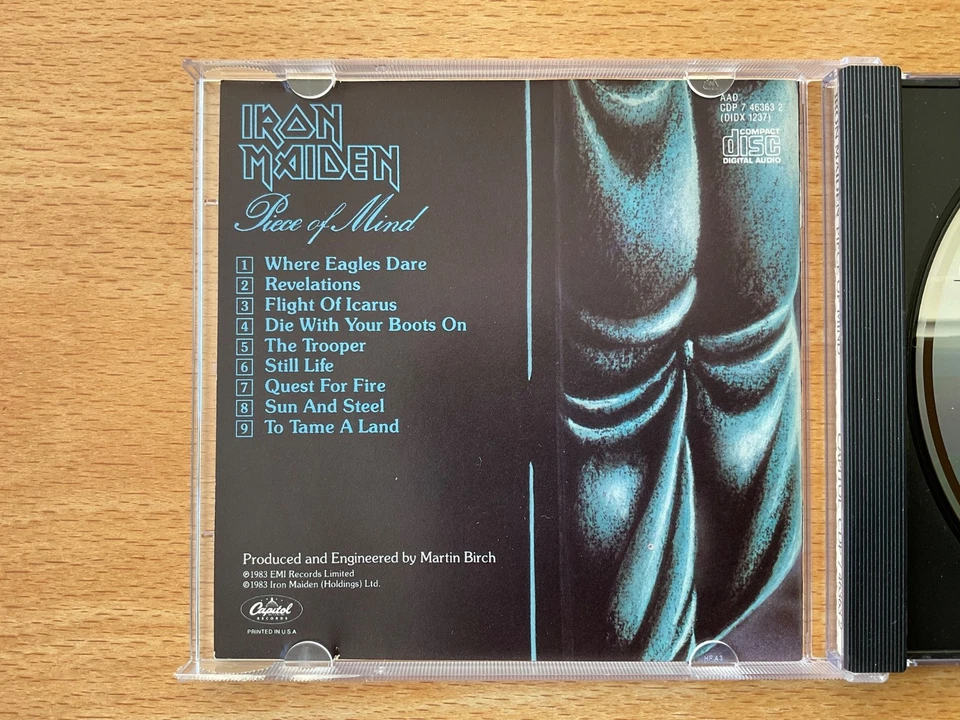 IRON
MAIDEN
Piece of Mind
1 Where Eagles Dare
2 Revelations
3 Flight Of Icarus
4 Die With Your Boots On
5 The Trooper
6 Still Life
7 Quest For Fire
8 Sun And Steel
9 To Tame A Land
Produced and Engineered by Martin Birch
℗1983 EMI Records Limited
©1983 Iron Maiden (Holdings) Ltd.
Capitol
RECORDS
PRINTED IN U.S.A
AAD
CDP 7 46363 2
(DIDX 1237)
COMPACT
disc
DIGITAL AUDIO